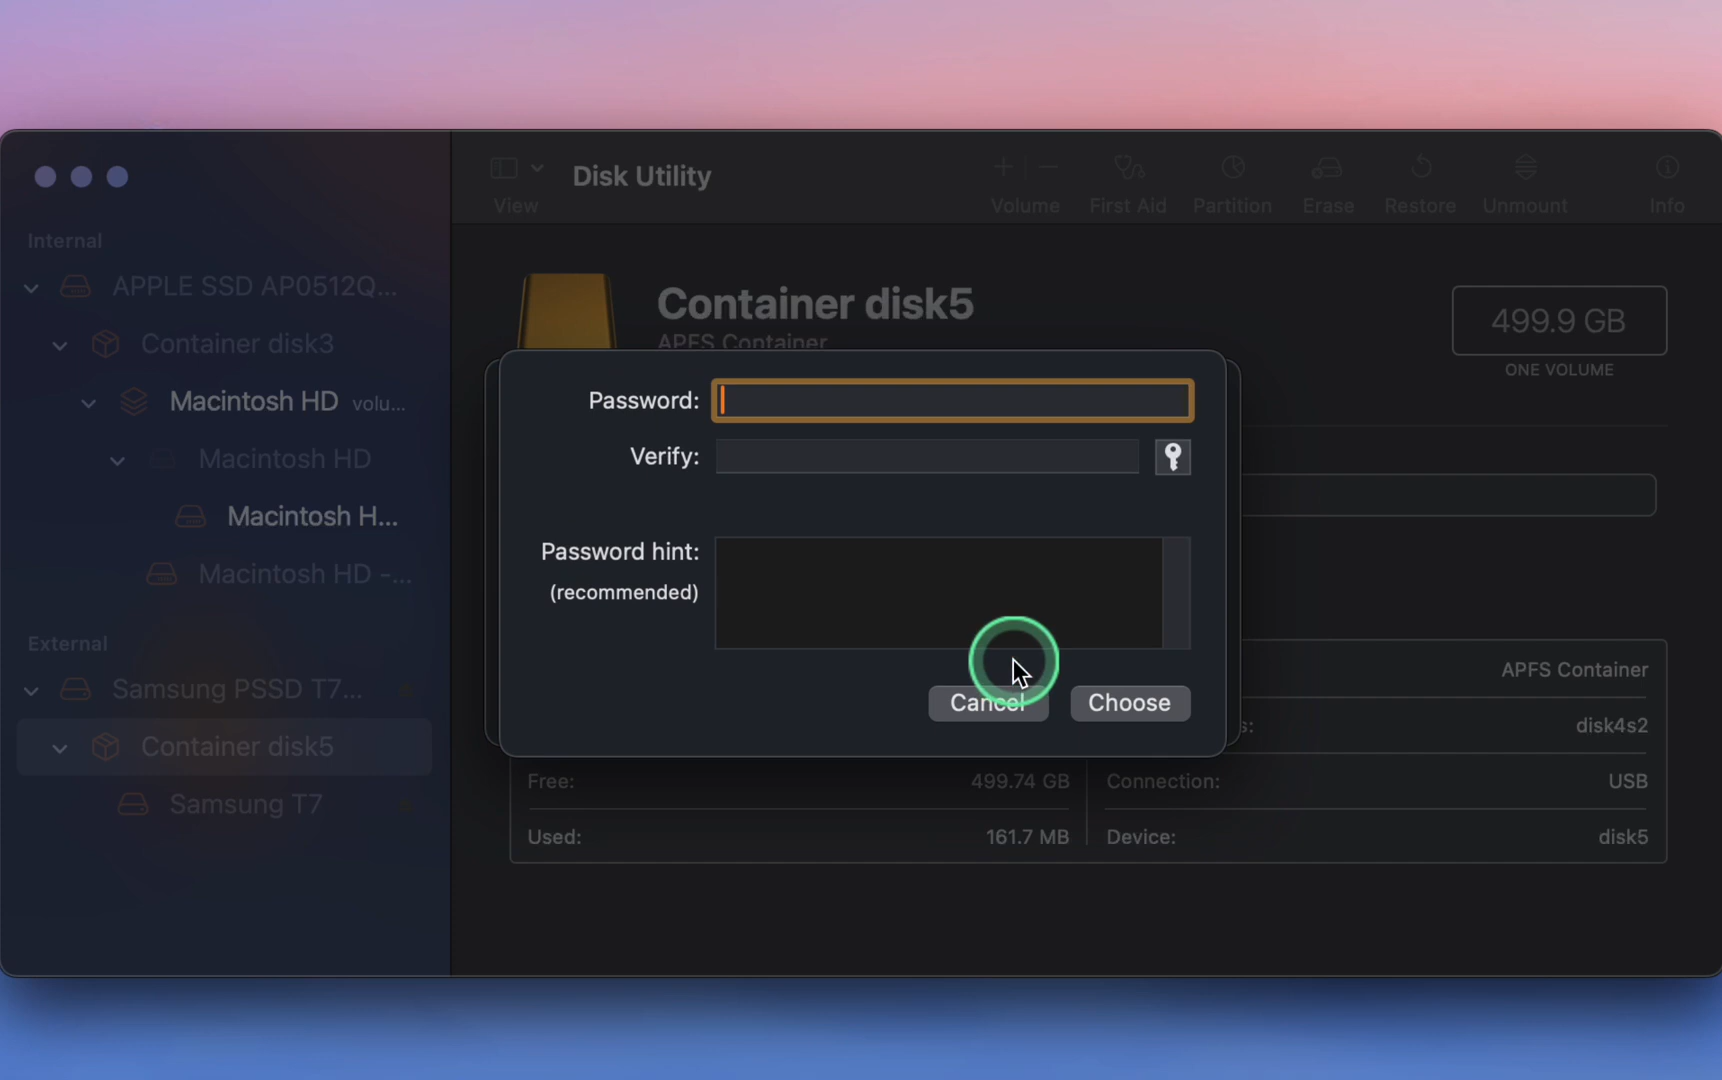 Disk Utility
View
Volume
First Aid
Partition
Erase
Restore
Unmount
Info
Internal
APPLE SSD AP0512Q...
Container disk3
Macintosh HD volu...
Macintosh HD
Macintosh H...
Macintosh HD -...
External
Samsung PSSD T7...
Container disk5
Samsung T7
Container disk5
APFS Container
499.9 GB
ONE VOLUME
Password:
Verify:
Password hint:
(recommended)
Cancel
Choose
APFS Container
s:
disk4s2
Free:
499.74 GB
Connection:
USB
Used:
161.7 MB
Device:
disk5